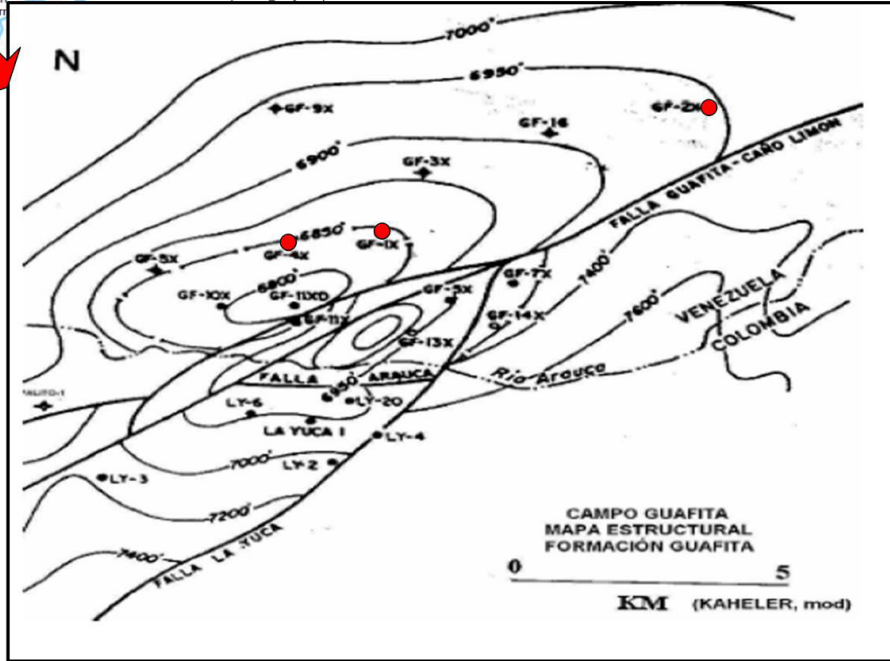 N
7000'
6950'
GF-9X
GF-2X
GF-16
6900'
GF-3X
FALLA GUAFITA-CAÑO LIMON
6850'
GF-4X
GF-1X
GF-5X
7400'
GF-7X
6800'
GF-10X
GF-11XD
GF-5X
GF-11X
GF-14X
7600'
VENEZUELA
COLOMBIA
GF-13X
FALLA ARAUCA
Río Arauca
6850'
LY-6
LY-20
LA YUCA 1
LY-4
7000'
LY-2
LY-3
7200'
7400'
FALLA LA YUCA
CAMPO GUAFITA
MAPA ESTRUCTURAL
FORMACIÓN GUAFITA
0 5
KM (KAHELER, mod)